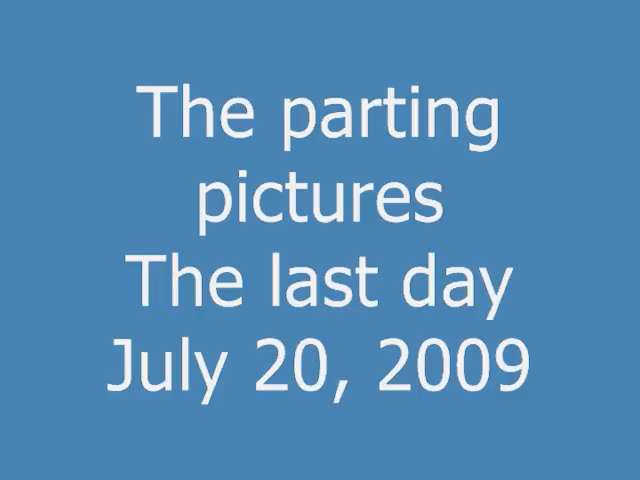 The parting
pictures
The last day
July 20, 2009